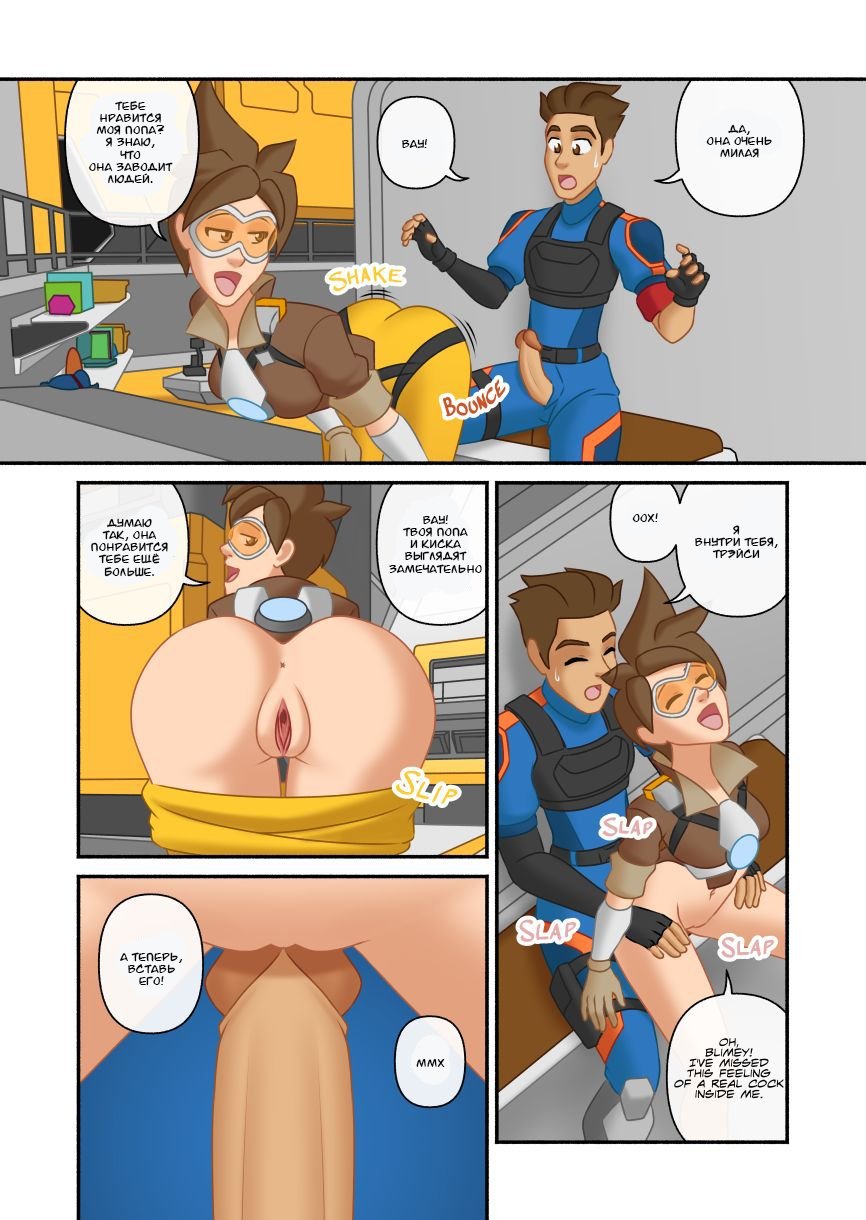 ТЕБЕ
НРАВИТСЯ
МОЯ ПОПА?
Я ЗНАЮ,
ЧТО
ОНА ЗАВОДИТ
ЛЮДЕЙ.
ВАУ!
ДА,
ОНА ОЧЕНЬ
МИЛАЯ
SHAKE
BOUNCE
ДУМАЮ
ТАК, ОНА
ПОНРАВИТСЯ
ТЕБЕ ЕЩЁ
БОЛЬШЕ.
ВАУ!
ТВОЯ ПОПА
И КИСКА
ВЫГЛЯДЯТ
ЗАМЕЧАТЕЛЬНО
SLIP
А ТЕПЕРЬ,
ВСТАВЬ
ЕГО!
ММХ
ООХ!
Я
ВНУТРИ ТЕБЯ,
ТРЭЙСИ
SLAP
SLAP
SLAP
OH,
BLIMEY!
I'VE MISSED
THIS FEELING
OF A REAL COCK
INSIDE ME.